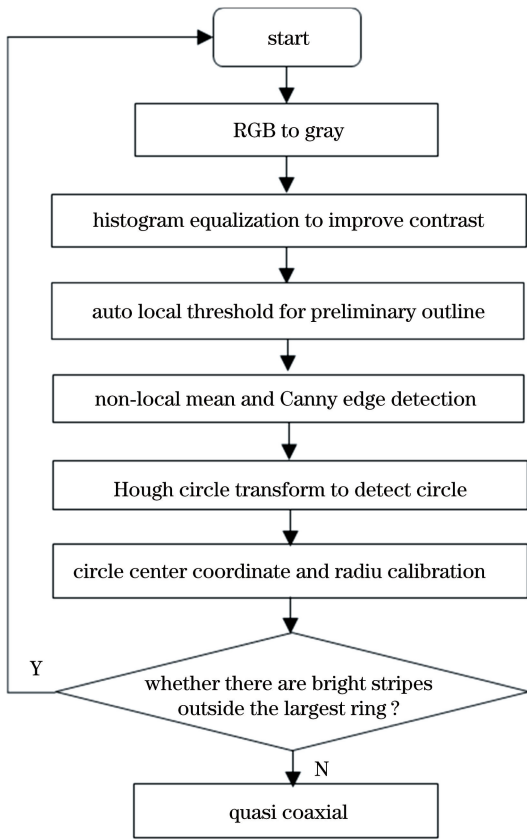 start
RGB to gray
histogram equalization to improve contrast
auto local threshold for preliminary outline
non-local mean and Canny edge detection
Hough circle transform to detect circle
circle center coordinate and radiu calibration
whether there are bright stripes
outside the largest ring ?
Y
N
quasi coaxial